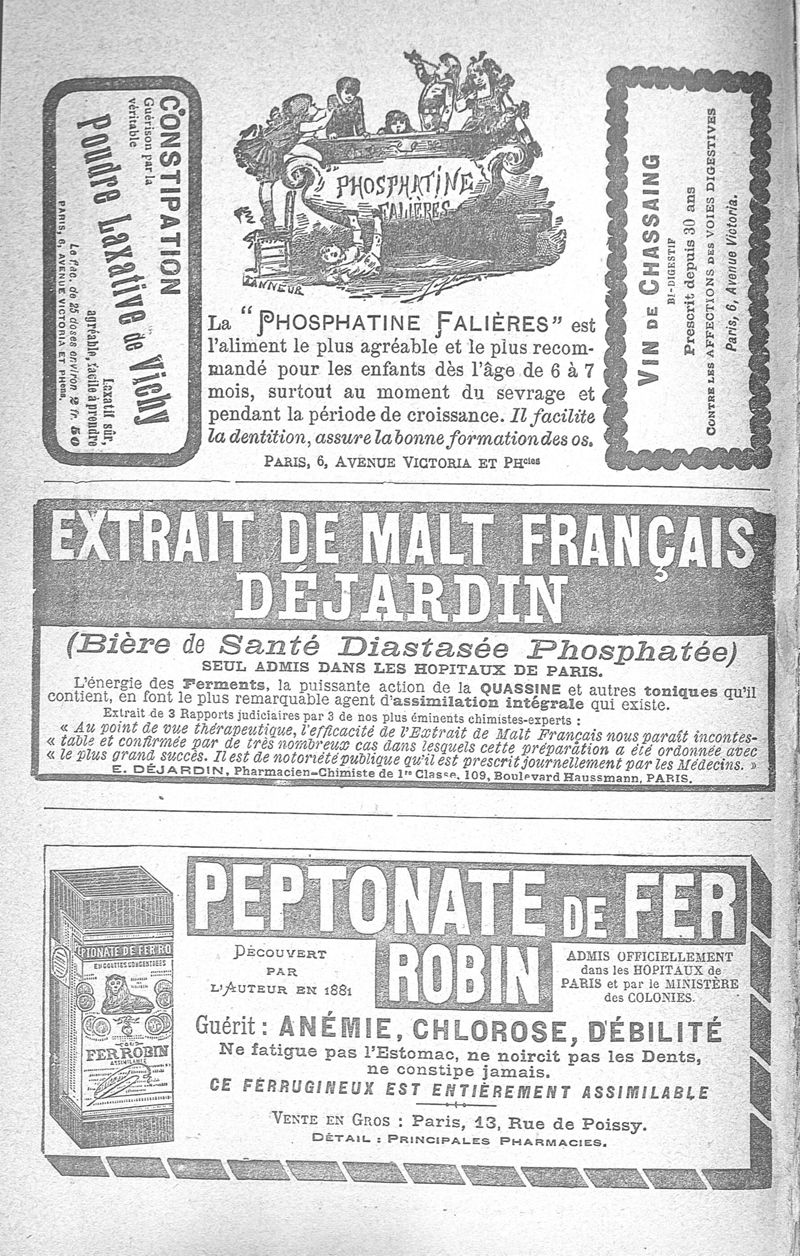 CONSTIPATION
Guérison par la
véritable
Poudre Laxative de Vichy
Laxatif sûr,
agréable, facile à prendre
Le flac. de 25 doses environ 2 fr. 50
PARIS, 6, AVENUE VICTORIA ET PHcies.
PHOSPHATINE
FALIÈRES
TANNEUR
La "PHOSPHATINE FALIÈRES" est
l'aliment le plus agréable et le plus recom-
mandé pour les enfants dès l'âge de 6 à 7
mois, surtout au moment du sevrage et
pendant la période de croissance. Il facilite
la dentition, assure la bonne formation des os.
PARIS, 6, AVENUE VICTORIA ET PHcies
VIN DE CHASSAING
BI-DIGESTIF
Prescrit depuis 30 ans
CONTRE LES AFFECTIONS DES VOIES DIGESTIVES
Paris, 6, Avenue Victoria.
EXTRAIT DE MALT FRANÇAIS
DÉJARDIN
(Bière de Santé Diastasée Phosphatée)
SEUL ADMIS DANS LES HOPITAUX DE PARIS.
L'énergie des Ferments, la puissante action de la QUASSINE et autres toniques qu'il
contient, en font le plus remarquable agent d'assimilation intégrale qui existe.
Extrait de 3 Rapports judiciaires par 3 de nos plus éminents chimistes-experts :
« Au point de vue thérapeutique, l'efficacité de l'Extrait de Malt Français nous paraît incontes-
« table et confirmée par de très nombreux cas dans lesquels cette préparation a été ordonnée avec
« le plus grand succès. Il est de notoriété publique qu'il est prescrit journellement par les Médecins. »
E. DÉJARDIN, Pharmacien-Chimiste de 1re Classe, 109, Boulevard Haussmann, PARIS.
PEPTONATE DE FER
ROBIN
DÉCOUVERT
PAR
L'AUTEUR EN 1881
ADMIS OFFICIELLEMENT
dans les HOPITAUX de
PARIS et par le MINISTÈRE
des COLONIES.
Guérit : ANÉMIE, CHLOROSE, DÉBILITÉ
Ne fatigue pas l'Estomac, ne noircit pas les Dents,
ne constipe jamais.
CE FERRUGINEUX EST ENTIÈREMENT ASSIMILABLE
VENTE EN GROS : Paris, 13, Rue de Poissy.
DÉTAIL : PRINCIPALES PHARMACIES.
PTONATE DE FER RO
EN GOUTTES CONCENTRÉES
OU
FER ROBIN
ASSIMILABLE